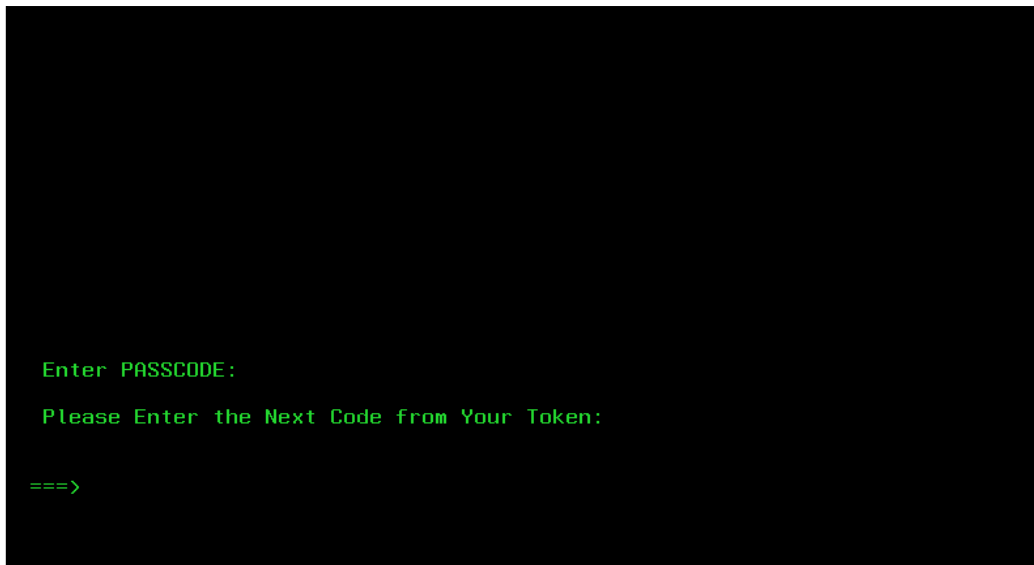 Enter PASSCODE:
Please Enter the Next Code from Your Token:
===>